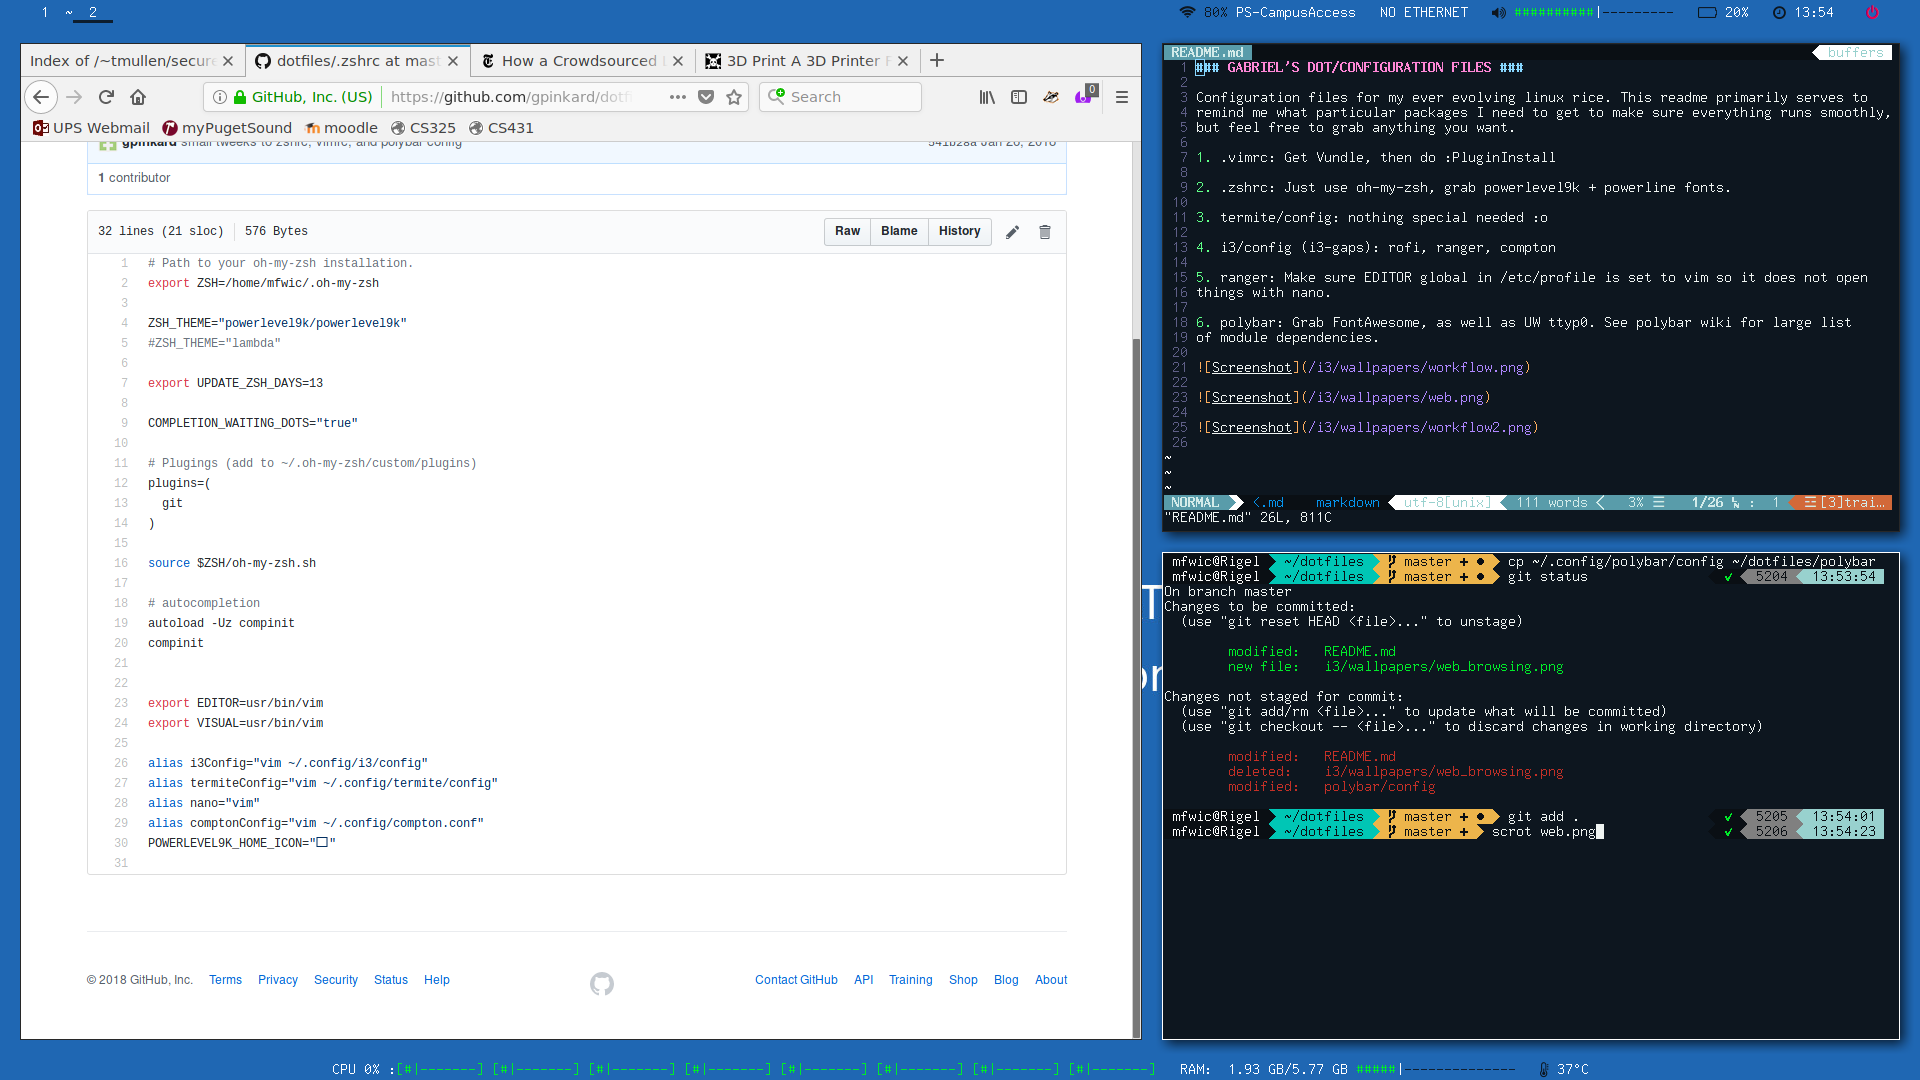 1 ~ 2
80% PS-CampusAccess NO ETHERNET ##########|--------- 20% 13:54
Index of /~tmullen/secure
dotfiles/.zshrc at mast
How a Crowdsourced
3D Print A 3D Printer
GitHub, Inc. (US) https://github.com/gpinkard/dotfi
Search
0
UPS Webmail myPugetSound moodle CS325 CS431
gpinkard small tweaks to zshrc, vimrc, and polybar config
1 contributor
32 lines (21 sloc) 576 Bytes
Raw Blame History
1 # Path to your oh-my-zsh installation.
2 export ZSH=/home/mfwic/.oh-my-zsh
3
4 ZSH_THEME="powerlevel9k/powerlevel9k"
5 #ZSH_THEME="lambda"
6
7 export UPDATE_ZSH_DAYS=13
8
9 COMPLETION_WAITING_DOTS="true"
10
11 # Plugings (add to ~/.oh-my-zsh/custom/plugins)
12 plugins=(
13 git
14 )
15
16 source $ZSH/oh-my-zsh.sh
17
18 # autocompletion
19 autoload -Uz compinit
20 compinit
21
22
23 export EDITOR=usr/bin/vim
24 export VISUAL=usr/bin/vim
25
26 alias i3Config="vim ~/.config/i3/config"
27 alias termiteConfig="vim ~/.config/termite/config"
28 alias nano="vim"
29 alias comptonConfig="vim ~/.config/compton.conf"
30 POWERLEVEL9K_HOME_ICON="□"
31
© 2018 GitHub, Inc. Terms Privacy Security Status Help
Contact GitHub API Training Shop Blog About
README.md buffers
1 ### GABRIEL'S DOT/CONFIGURATION FILES ###
2
3 Configuration files for my ever evolving linux rice. This readme primarily serves to
4 remind me what particular packages I need to get to make sure everything runs smoothly,
5 but feel free to grab anything you want.
6
7 1. .vimrc: Get Vundle, then do :PluginInstall
8
9 2. .zshrc: Just use oh-my-zsh, grab powerlevel9k + powerline fonts.
10
11 3. termite/config: nothing special needed :o
12
13 4. i3/config (i3-gaps): rofi, ranger, compton
14
15 5. ranger: Make sure EDITOR global in /etc/profile is set to vim so it does not open
16 things with nano.
17
18 6. polybar: Grab FontAwesome, as well as UW ttyp0. See polybar wiki for large list
19 of module dependencies.
20
21 ![Screenshot](/i3/wallpapers/workflow.png)
22
23 ![Screenshot](/i3/wallpapers/web.png)
24
25 ![Screenshot](/i3/wallpapers/workflow2.png)
26
~
~
~
NORMAL <.md markdown utf-8[unix] 111 words 3% ☰ 1/26 : 1 ☲[3]trai…
"README.md" 26L, 811C
mfwic@Rigel ~/dotfiles master + ● cp ~/.config/polybar/config ~/dotfiles/polybar
mfwic@Rigel ~/dotfiles master + ● git status ✓ 5204 13:53:54
On branch master
Changes to be committed:
(use "git reset HEAD <file>..." to unstage)
modified: README.md
new file: i3/wallpapers/web_browsing.png
Changes not staged for commit:
(use "git add/rm <file>..." to update what will be committed)
(use "git checkout -- <file>..." to discard changes in working directory)
modified: README.md
deleted: i3/wallpapers/web_browsing.png
modified: polybar/config
mfwic@Rigel ~/dotfiles master + ● git add . ✓ 5205 13:54:01
mfwic@Rigel ~/dotfiles master + scrot web.png ✓ 5206 13:54:23
CPU 0% :[#|-------] [#|-------] [#|-------] [#|-------] [#|-------] [#|-------] [#|-------] [#|-------] RAM: 1.93 GB/5.77 GB #####|-------------- 37°C